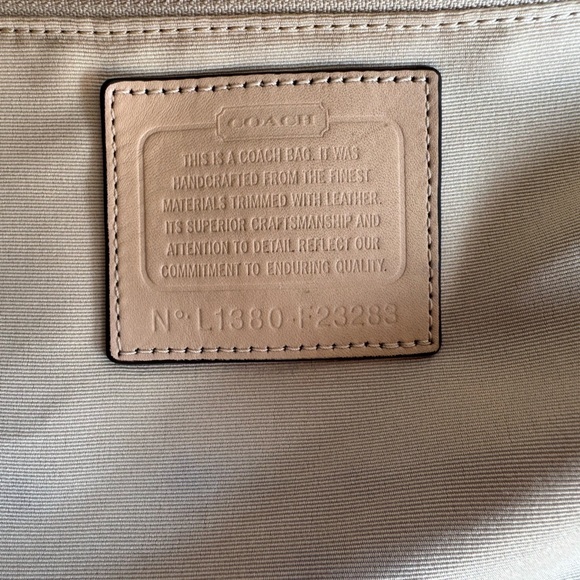 COACH
THIS IS A COACH BAG. IT WAS
HANDCRAFTED FROM THE FINEST
MATERIALS TRIMMED WITH LEATHER.
ITS SUPERIOR CRAFTSMANSHIP AND
ATTENTION TO DETAIL REFLECT OUR
COMMITMENT TO ENDURING QUALITY.
Nº· L1380 ·F23283